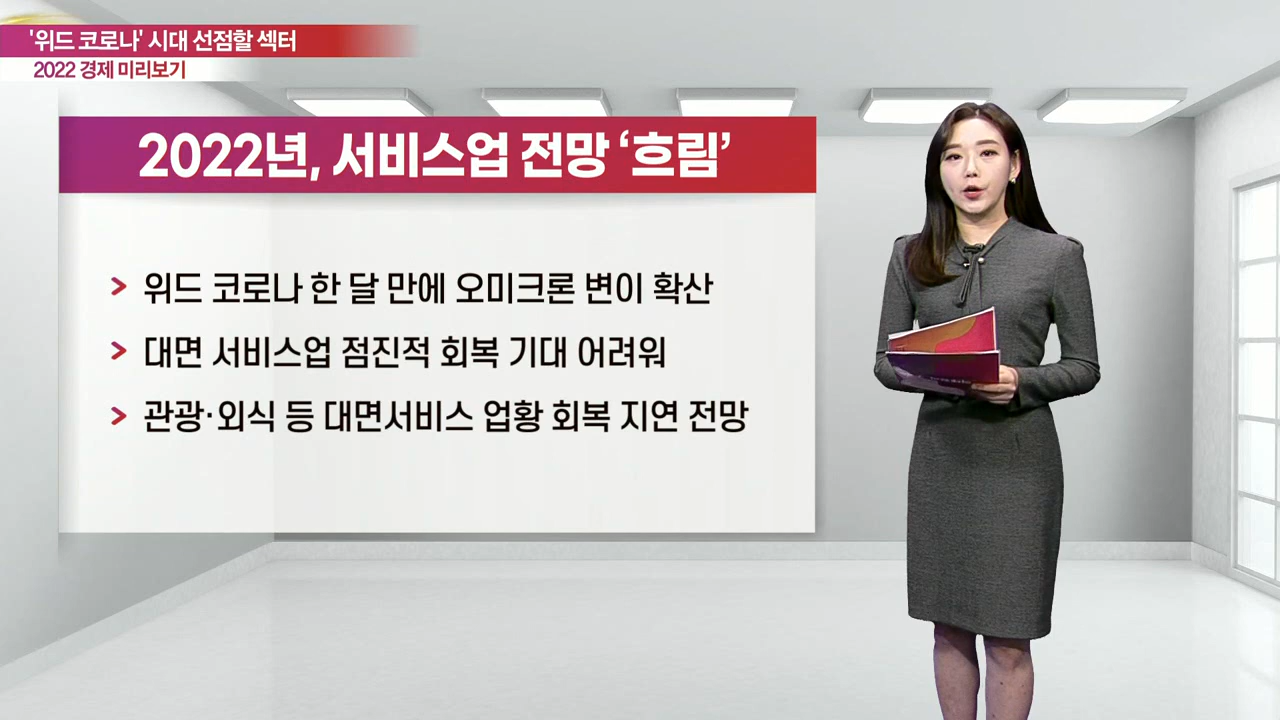 '위드 코로나' 시대 선점할 섹터
2022 경제 미리보기
2022년, 서비스업 전망 ‘흐림’
> 위드 코로나 한 달 만에 오미크론 변이 확산
> 대면 서비스업 점진적 회복 기대 어려워
> 관광·외식 등 대면서비스 업황 회복 지연 전망